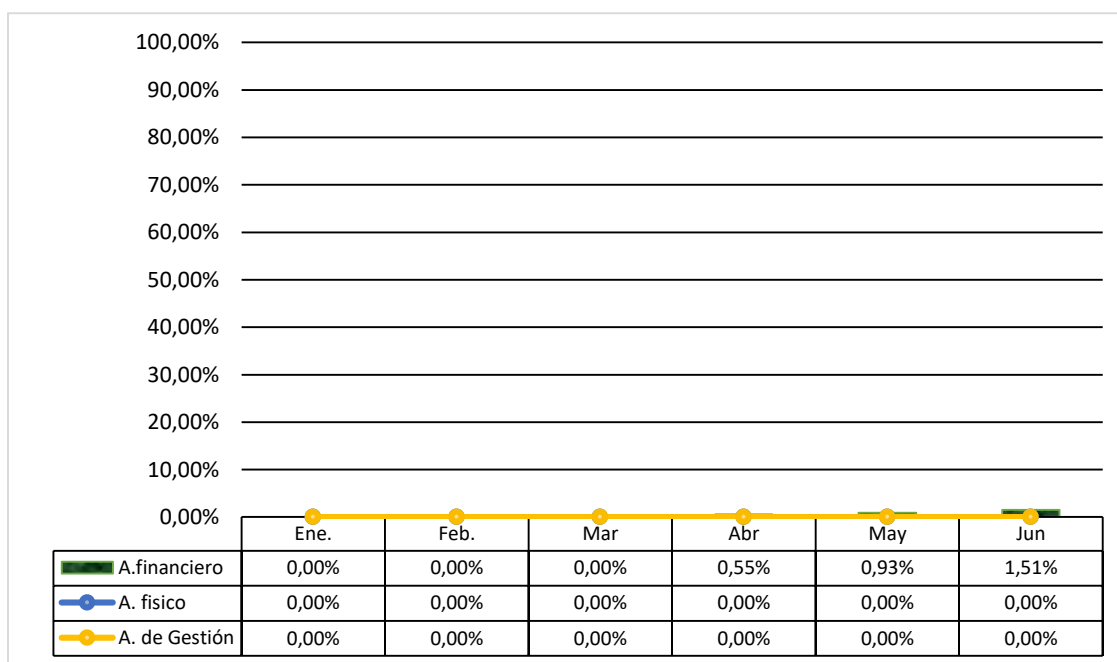 100,00%
90,00%
80,00%
70,00%
60,00%
50,00%
40,00%
30,00%
20,00%
10,00%
0,00%
Ene. Feb. Mar Abr May Jun
A.financiero 0,00% 0,00% 0,00% 0,55% 0,93% 1,51%
A. fisico 0,00% 0,00% 0,00% 0,00% 0,00% 0,00%
A. de Gestión 0,00% 0,00% 0,00% 0,00% 0,00% 0,00%